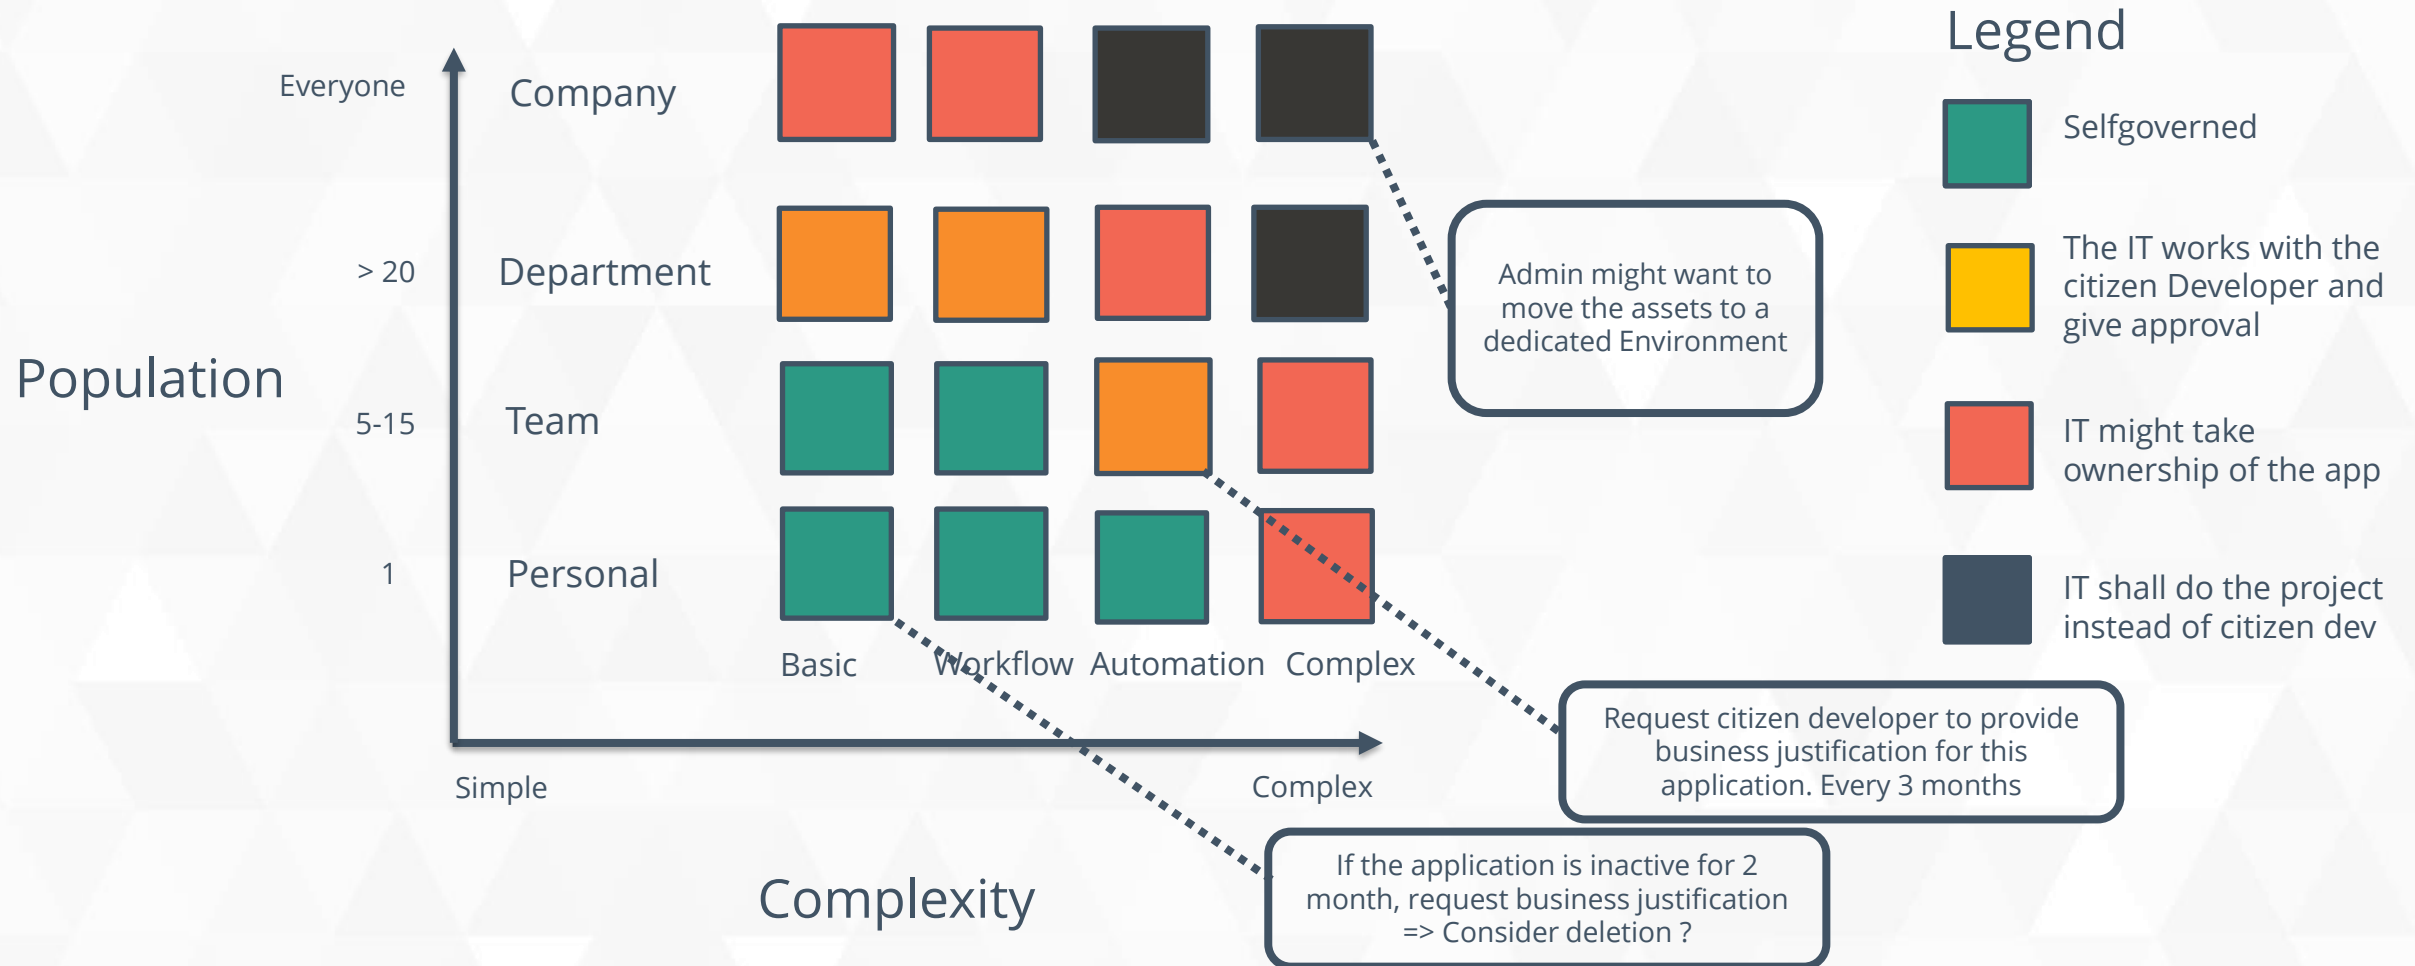 Legend
Everyone
Company
Selfgoverned
The IT works with the
citizen Developer and
give approval
> 20
Department
Admin might want to
move the assets to a
dedicated Environment
Population
5-15
Team
IT might take
ownership of the app
1
Personal
IT shall do the project
instead of citizen dev
Basic
Workflow
Automation
Complex
Request citizen developer to provide
business justification for this
application. Every 3 months
Simple
Complex
Complexity
If the application is inactive for 2
month, request business justification
=> Consider deletion ?